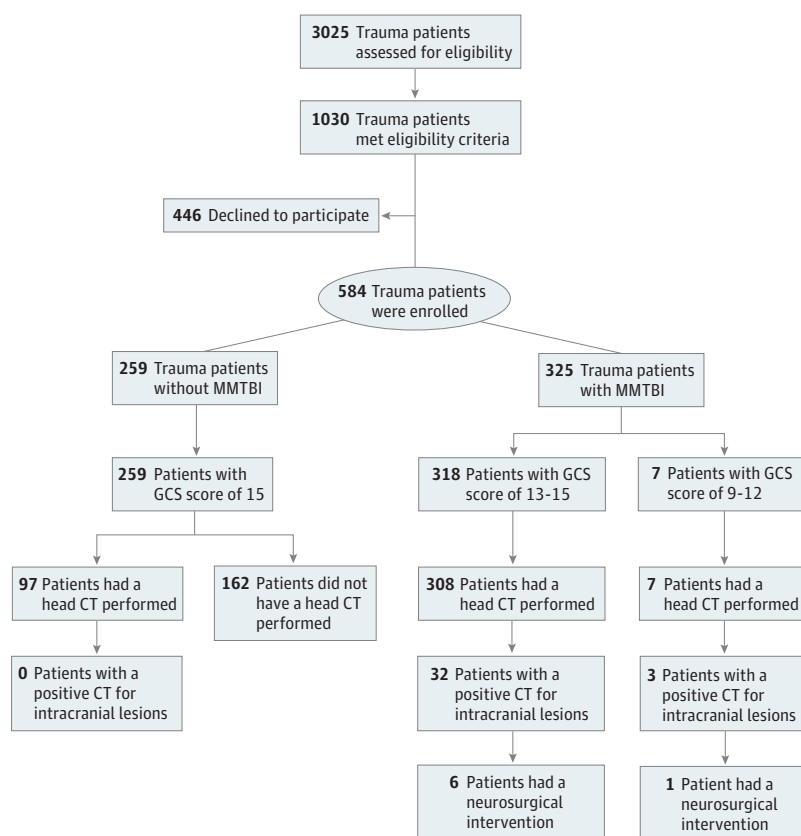 3025 Trauma patients
assessed for eligibility
1030 Trauma patients
met eligibility criteria
446 Declined to participate
584 Trauma patients
were enrolled
259 Trauma patients
without MMTBI
325 Trauma patients
with MMTBI
259 Patients with
GCS score of 15
318 Patients with GCS
score of 13-15
7 Patients with GCS
score of 9-12
97 Patients had a
head CT performed
162 Patients did not
have a head CT
performed
308 Patients had a
head CT performed
7 Patients had a
head CT performed
0 Patients with a
positive CT for
intracranial lesions
32 Patients with a
positive CT for
intracranial lesions
3 Patients with a
positive CT for
intracranial lesions
6 Patients had a
neurosurgical
intervention
1 Patient had a
neurosurgical
intervention